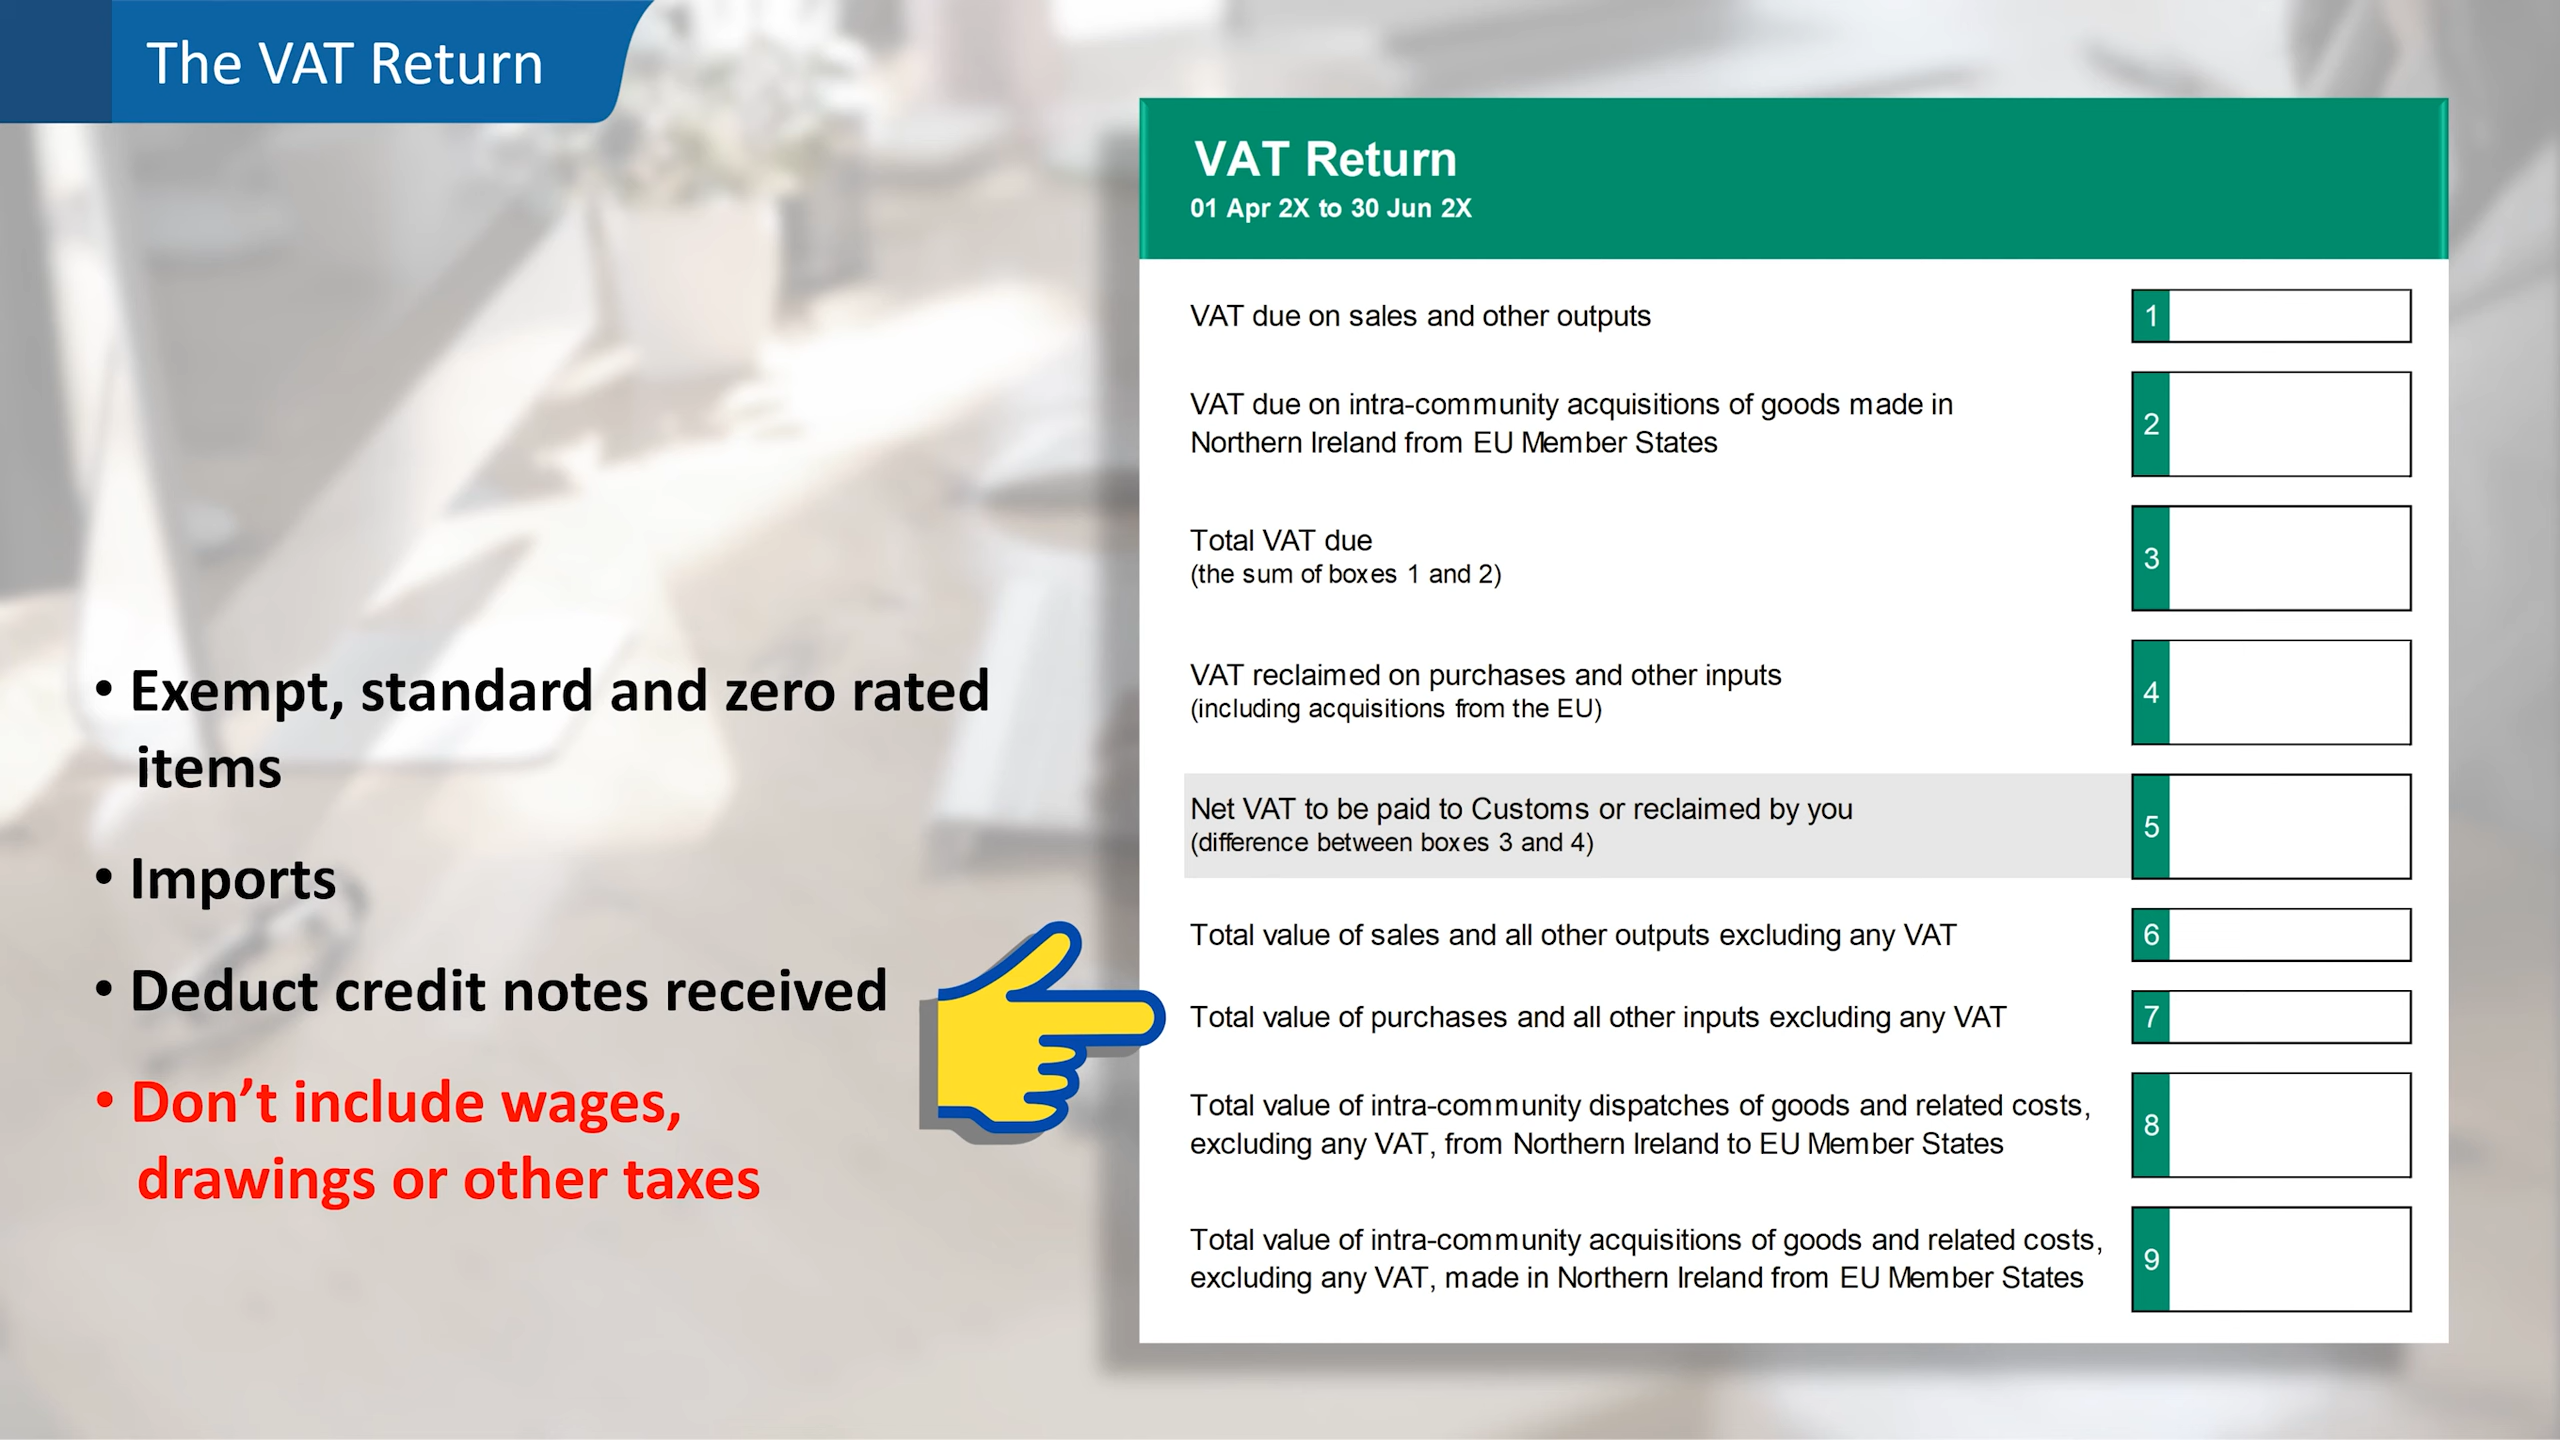 The VAT Return
• Exempt, standard and zero rated
items
• Imports
• Deduct credit notes received
• Don’t include wages,
drawings or other taxes
VAT Return
01 Apr 2X to 30 Jun 2X
VAT due on sales and other outputs
1
VAT due on intra-community acquisitions of goods made in
Northern Ireland from EU Member States
2
Total VAT due
(the sum of boxes 1 and 2)
3
VAT reclaimed on purchases and other inputs
(including acquisitions from the EU)
4
Net VAT to be paid to Customs or reclaimed by you
(difference between boxes 3 and 4)
5
Total value of sales and all other outputs excluding any VAT
6
Total value of purchases and all other inputs excluding any VAT
7
Total value of intra-community dispatches of goods and related costs,
excluding any VAT, from Northern Ireland to EU Member States
8
Total value of intra-community acquisitions of goods and related costs,
excluding any VAT, made in Northern Ireland from EU Member States
9